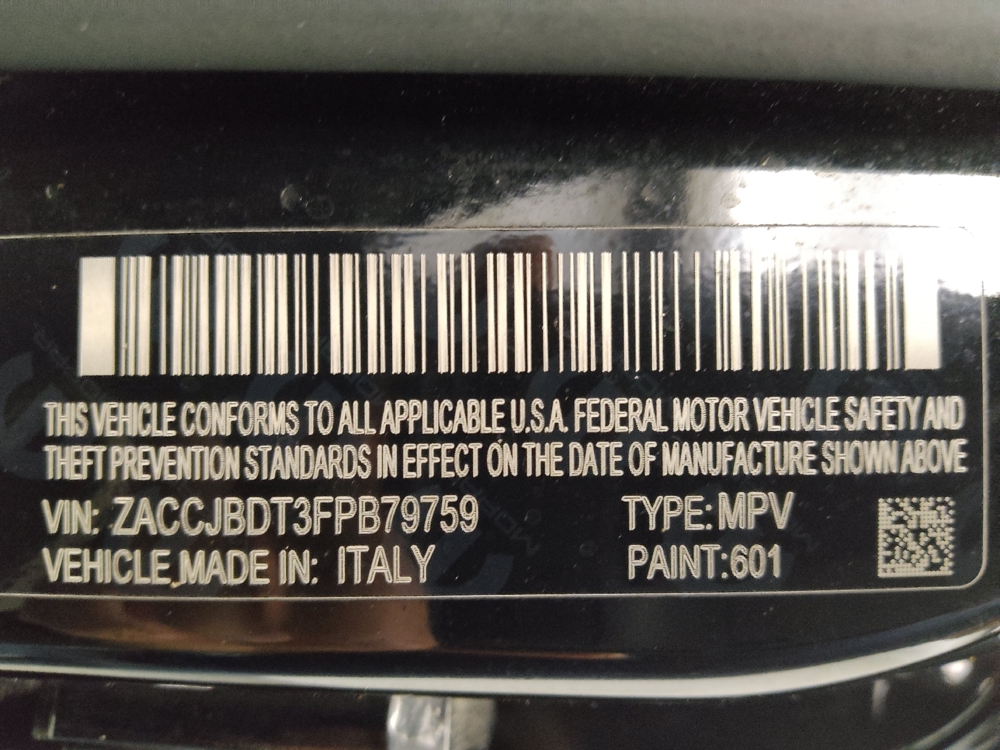 THIS VEHICLE CONFORMS TO ALL APPLICABLE U.S.A. FEDERAL MOTOR VEHICLE SAFETY AND
THEFT PREVENTION STANDARDS IN EFFECT ON THE DATE OF MANUFACTURE SHOWN ABOVE
VIN: ZACCJBDT3FPB79759 TYPE: MPV
VEHICLE MADE IN: ITALY PAINT:601